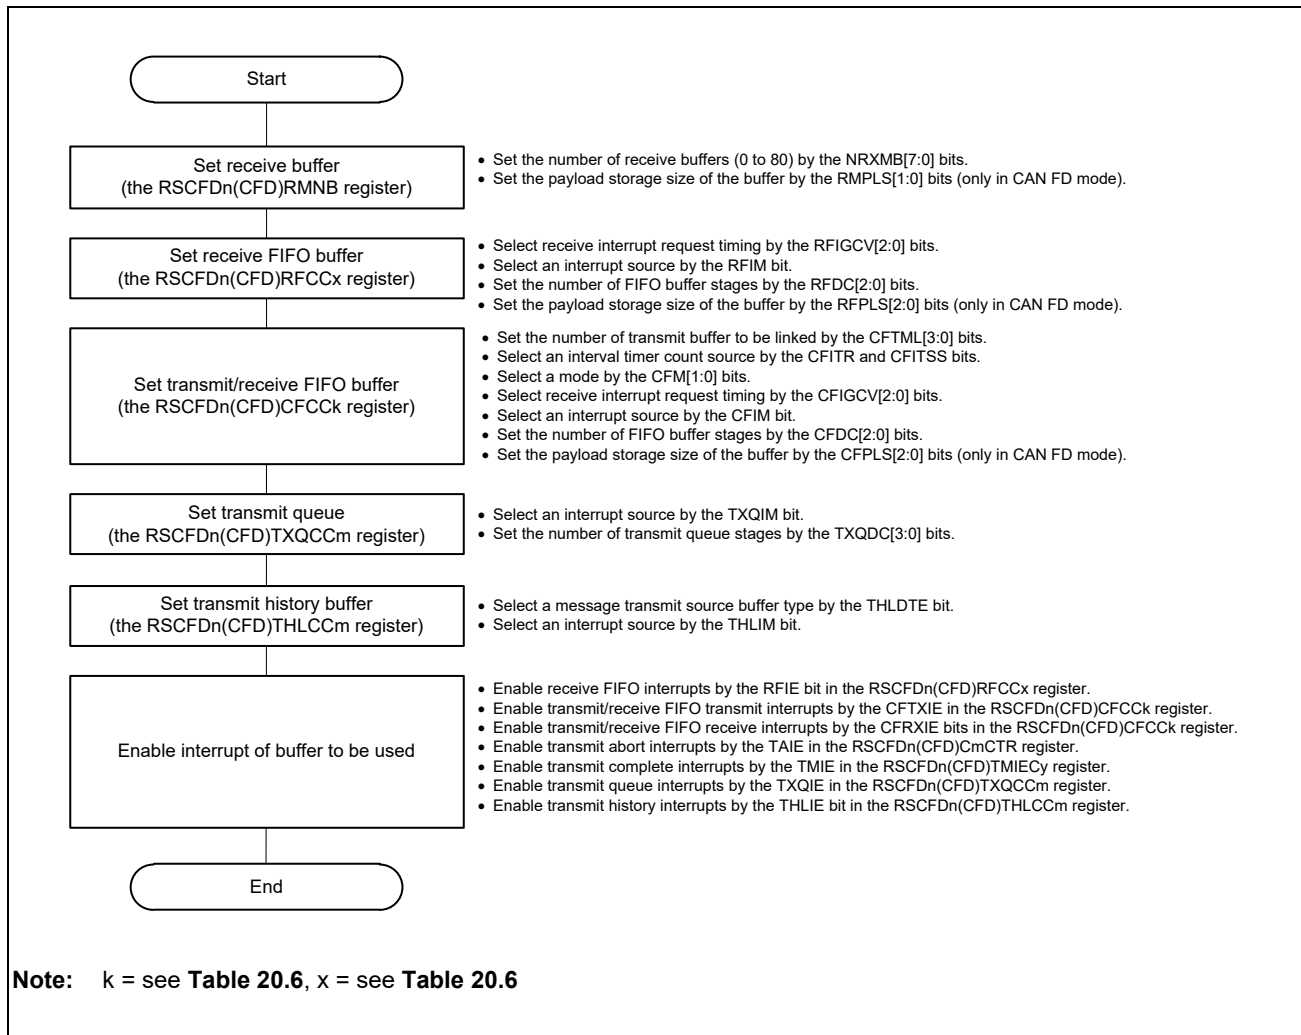 Start
Set receive buffer
(the RSCFDn(CFD)RMNB register)
• Set the number of receive buffers (0 to 80) by the NRXMB[7:0] bits.
• Set the payload storage size of the buffer by the RMPLS[1:0] bits (only in CAN FD mode).
Set receive FIFO buffer
(the RSCFDn(CFD)RFCCx register)
• Select receive interrupt request timing by the RFIGCV[2:0] bits.
• Select an interrupt source by the RFIM bit.
• Set the number of FIFO buffer stages by the RFDC[2:0] bits.
• Set the payload storage size of the buffer by the RFPLS[2:0] bits (only in CAN FD mode).
Set transmit/receive FIFO buffer
(the RSCFDn(CFD)CFCCk register)
• Set the number of transmit buffer to be linked by the CFTML[3:0] bits.
• Select an interval timer count source by the CFITR and CFITSS bits.
• Select a mode by the CFM[1:0] bits.
• Select receive interrupt request timing by the CFIGCV[2:0] bits.
• Select an interrupt source by the CFIM bit.
• Set the number of FIFO buffer stages by the CFDC[2:0] bits.
• Set the payload storage size of the buffer by the CFPLS[2:0] bits (only in CAN FD mode).
Set transmit queue
(the RSCFDn(CFD)TXQCCm register)
• Select an interrupt source by the TXQIM bit.
• Set the number of transmit queue stages by the TXQDC[3:0] bits.
Set transmit history buffer
(the RSCFDn(CFD)THLCCm register)
• Select a message transmit source buffer type by the THLDTE bit.
• Select an interrupt source by the THLIM bit.
Enable interrupt of buffer to be used
• Enable receive FIFO interrupts by the RFIE bit in the RSCFDn(CFD)RFCCx register.
• Enable transmit/receive FIFO transmit interrupts by the CFTXIE in the RSCFDn(CFD)CFCCk register.
• Enable transmit/receive FIFO receive interrupts by the CFRXIE bits in the RSCFDn(CFD)CFCCk register.
• Enable transmit abort interrupts by the TAIE in the RSCFDn(CFD)CmCTR register.
• Enable transmit complete interrupts by the TMIE in the RSCFDn(CFD)TMIECy register.
• Enable transmit queue interrupts by the TXQIE in the RSCFDn(CFD)TXQCCm register.
• Enable transmit history interrupts by the THLIE bit in the RSCFDn(CFD)THLCCm register.
End
Note: k = see Table 20.6, x = see Table 20.6